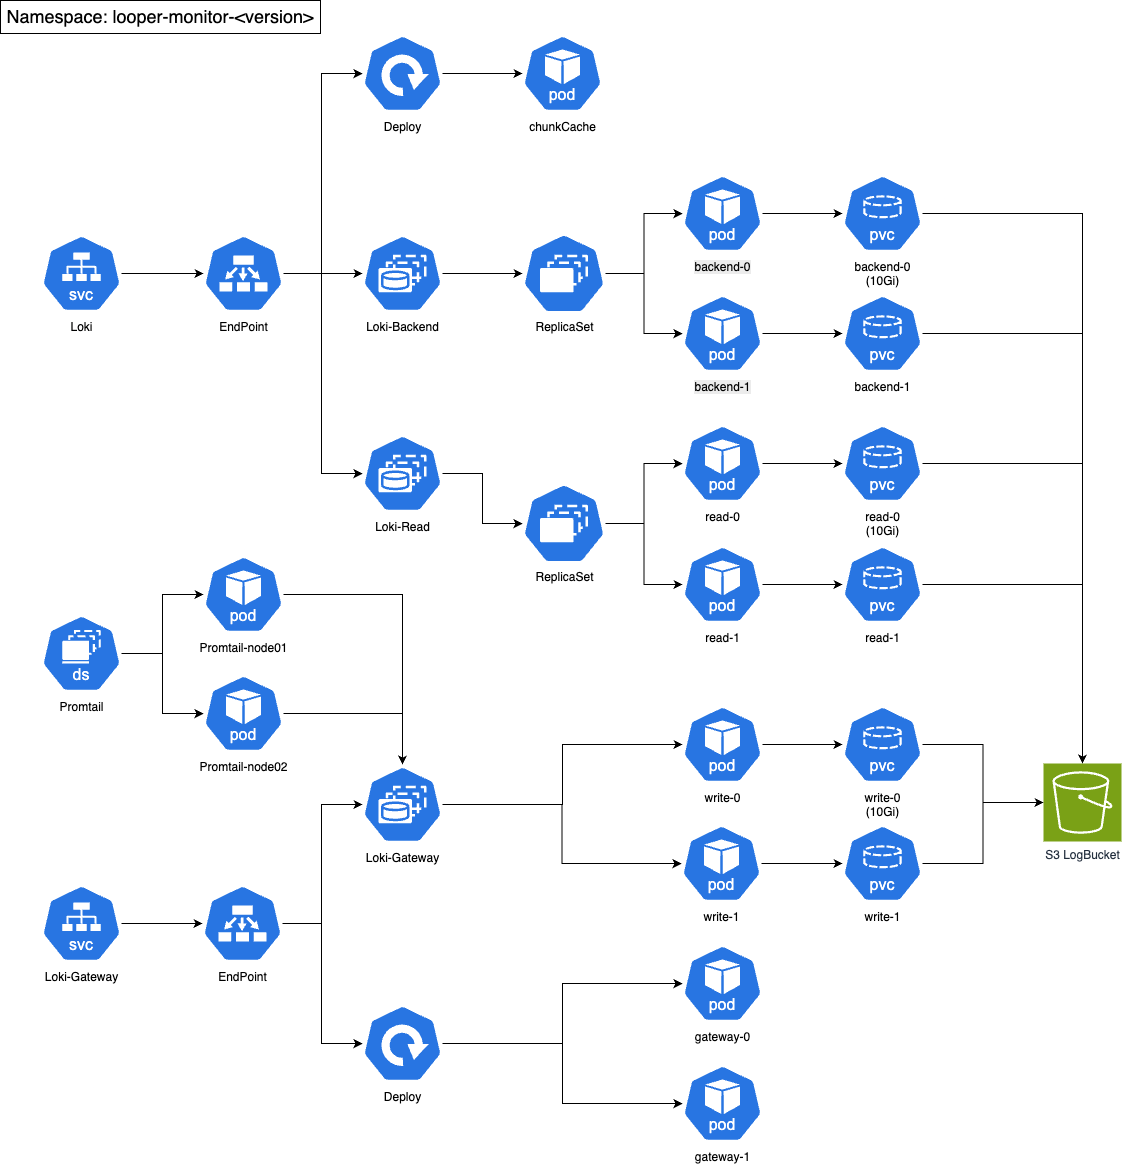 Namespace: looper-monitor-<version>
pod
Deploy
chunkCache
svc
Loki
EndPoint
Loki-Backend
ReplicaSet
pod
backend-0
pvc
backend-0
(10Gi)
pod
backend-1
pvc
backend-1
Loki-Read
ReplicaSet
pod
read-0
pvc
read-0
(10Gi)
pod
read-1
pvc
read-1
ds
Promtail
pod
Promtail-node01
pod
Promtail-node02
Loki-Gateway
pod
write-0
pvc
write-0
(10Gi)
pod
write-1
pvc
write-1
S3 LogBucket
svc
Loki-Gateway
EndPoint
Deploy
pod
gateway-0
pod
gateway-1